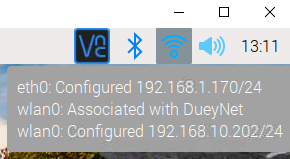 VNC
13:11
eth0: Configured 192.168.1.170/24
wlan0: Associated with DueyNet
wlan0: Configured 192.168.10.202/24